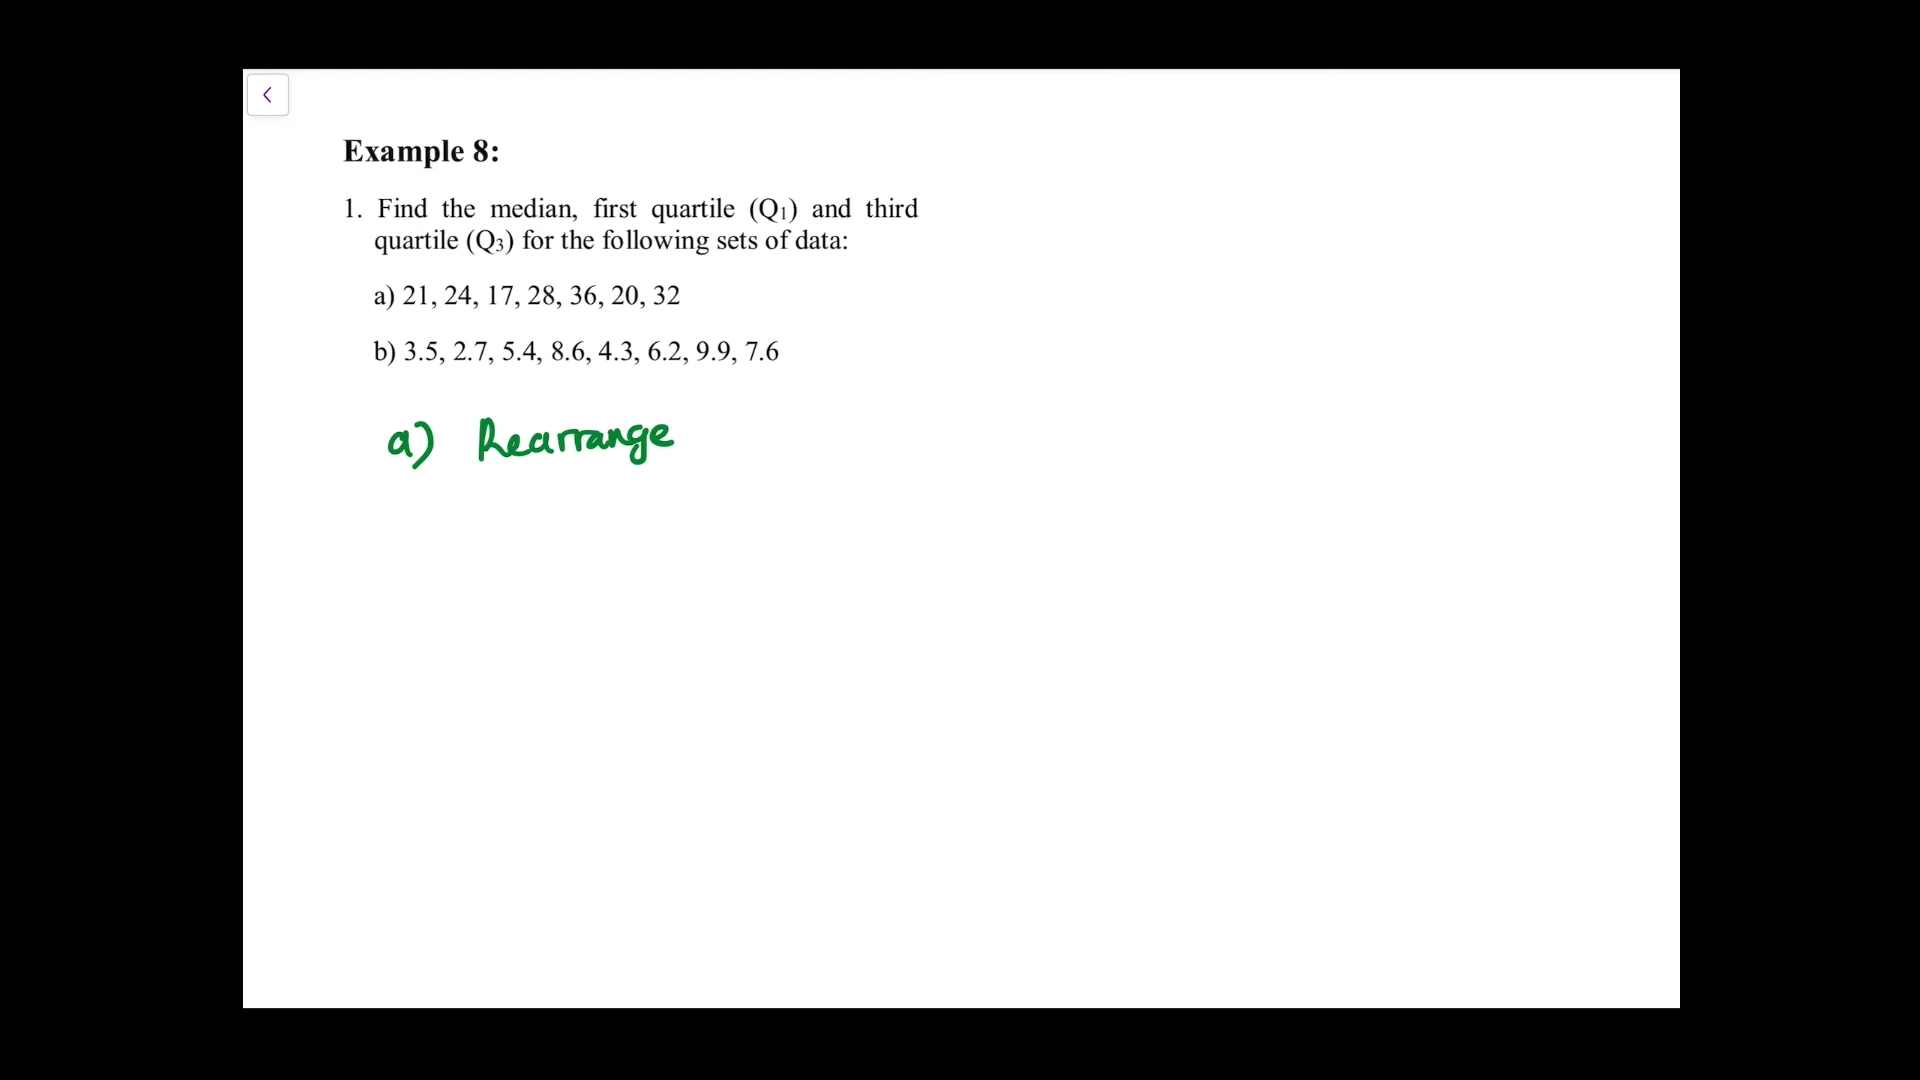 Example 8:
1. Find the median, first quartile (Q₁) and third
quartile (Q₃) for the following sets of data:
a) 21, 24, 17, 28, 36, 20, 32
b) 3.5, 2.7, 5.4, 8.6, 4.3, 6.2, 9.9, 7.6
a) Rearrange